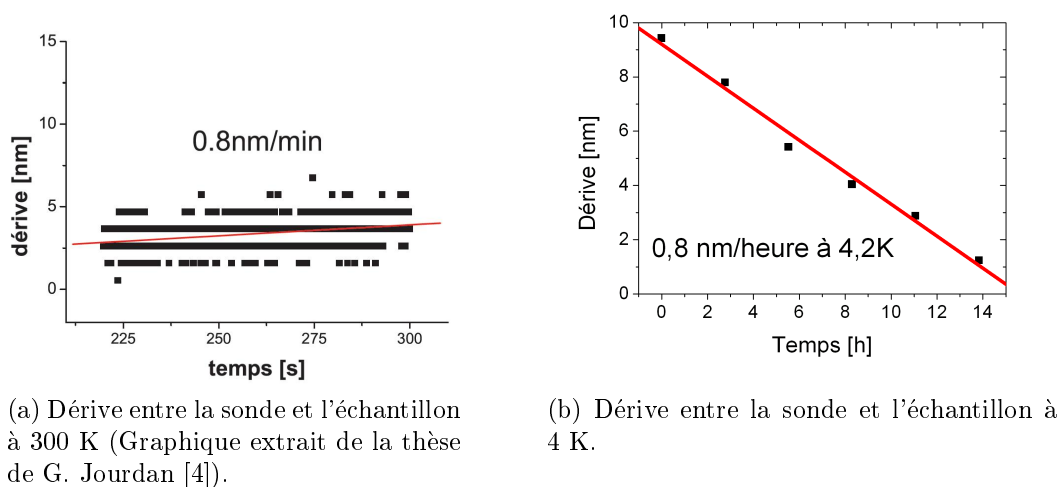 15
10
5
0
dérive [nm]
0.8nm/min
225 250 275 300
temps [s]
10
8
6
4
2
0
Dérive [nm]
0,8 nm/heure à 4,2K
0 2 4 6 8 10 12 14
Temps [h]
(a) Dérive entre la sonde et l'échantillon
à 300 K (Graphique extrait de la thèse
de G. Jourdan [4]).
(b) Dérive entre la sonde et l'échantillon à
4 K.